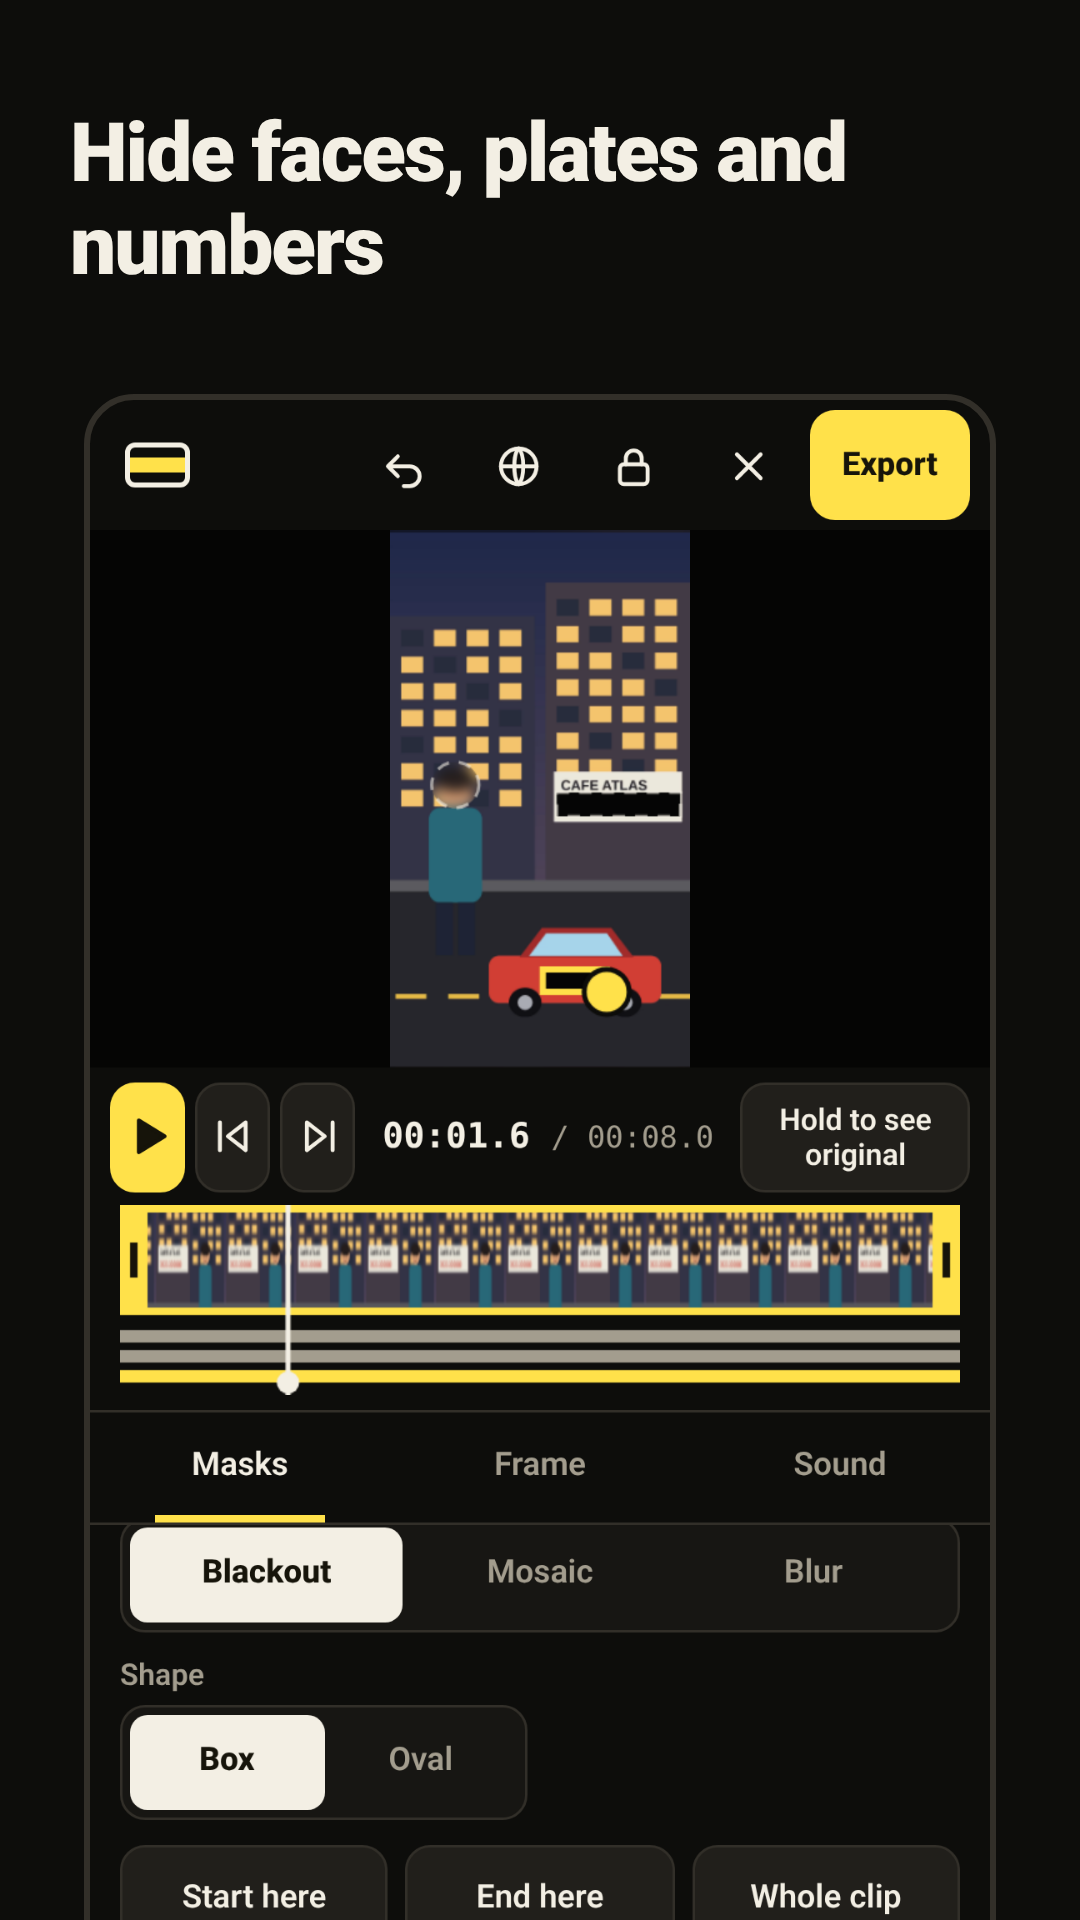 Hide faces, plates and
numbers
Export
CAFE ATLAS
00:01.6 / 00:08.0
Hold to see
original
Masks Frame Sound
Blackout Mosaic Blur
Shape
Box Oval
Start here End here Whole clip